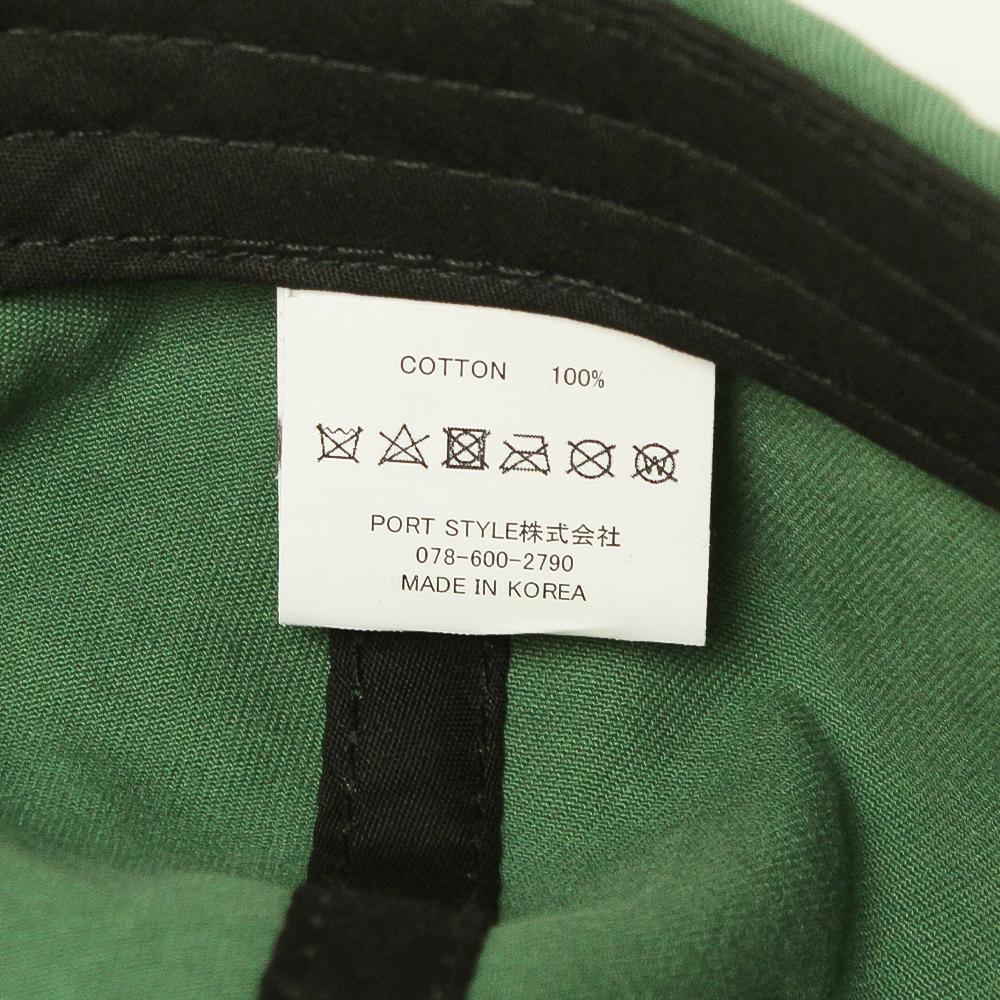 COTTON 100%
PORT STYLE株式会社
078-600-2790
MADE IN KOREA